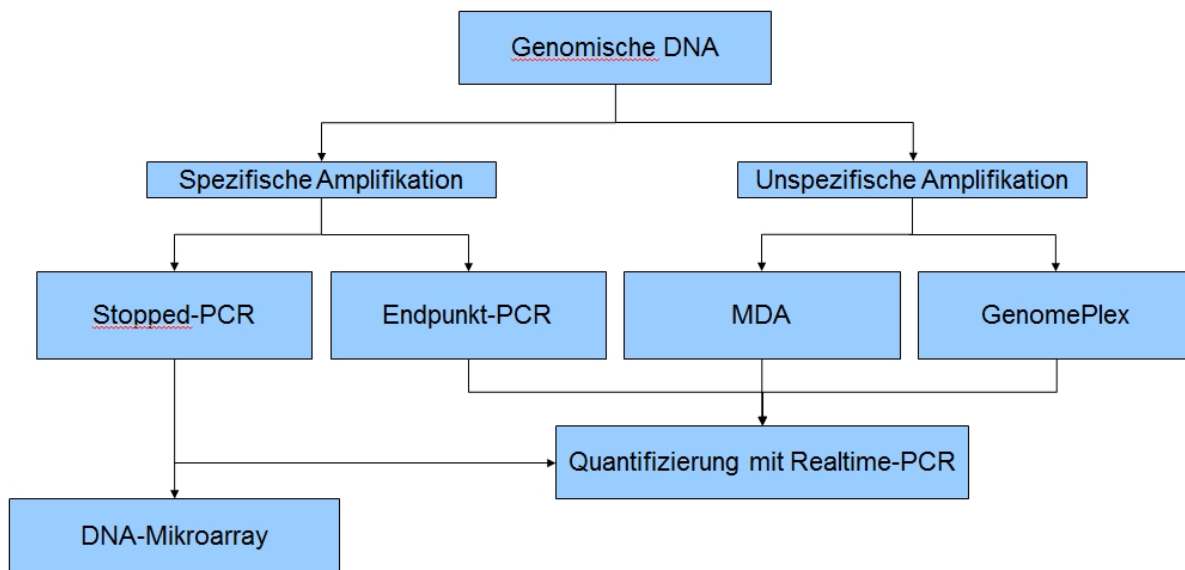 Genomische DNA
Spezifische Amplifikation
Unspezifische Amplifikation
Stopped-PCR
Endpunkt-PCR
MDA
GenomePlex
Quantifizierung mit Realtime-PCR
DNA-Mikroarray